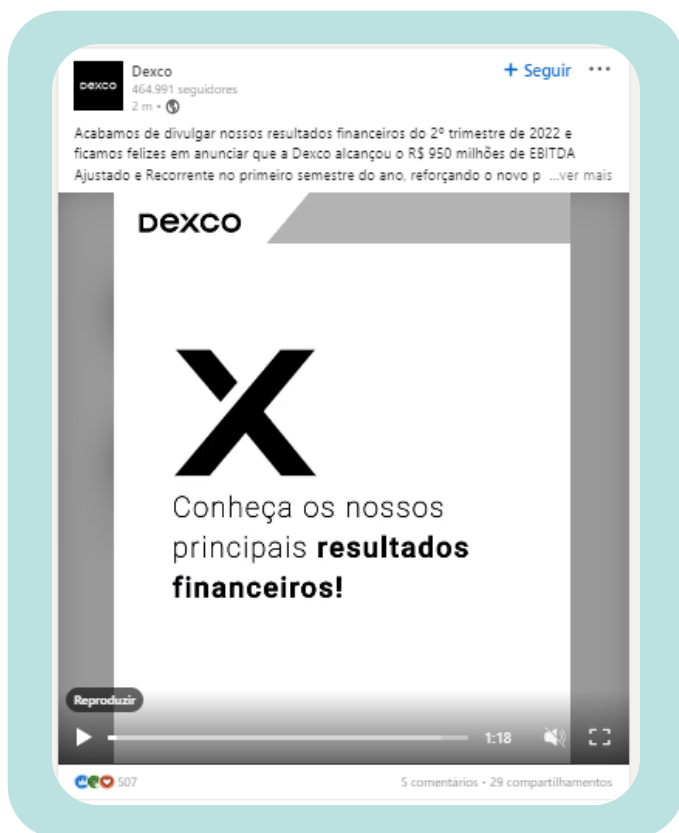 Dexco
Dexco
464.991 seguidores
2 m •
+ Seguir
Acabamos de divulgar nossos resultados financeiros do 2º trimestre de 2022 e
ficamos felizes em anunciar que a Dexco alcançou o R$ 950 milhões de EBITDA
Ajustado e Recorrente no primeiro semestre do ano, reforçando o novo p ...ver mais
Dexco
X
Conheça os nossos
principais resultados
financeiros!
Reproduzir
1:18
507
5 comentários • 29 compartilhamentos